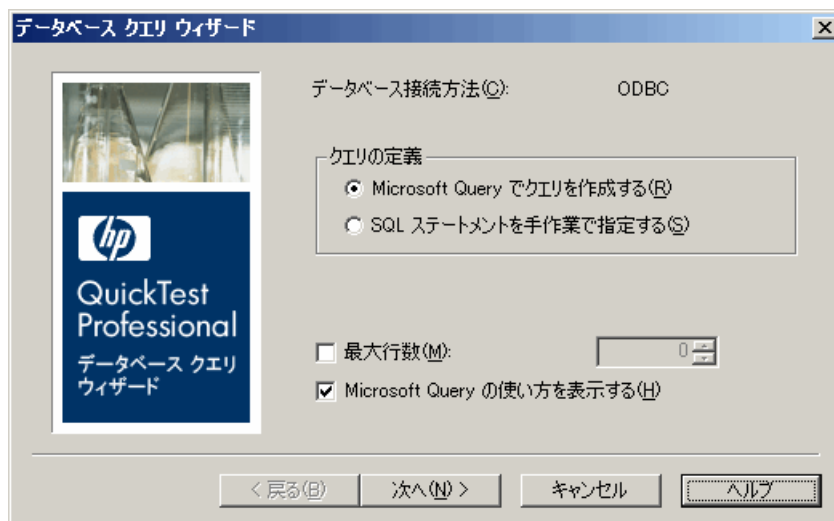 データベース クエリ ウィザード
データベース接続方法(C):
ODBC
クエリの定義
Microsoft Query でクエリを作成する(R)
SQL ステートメントを手作業で指定する(S)
hp
QuickTest
Professional
データベース クエリ
ウィザード
最大行数(M):
0
Microsoft Query の使い方を表示する(H)
< 戻る(B)
次へ(N) >
キャンセル
ヘルプ